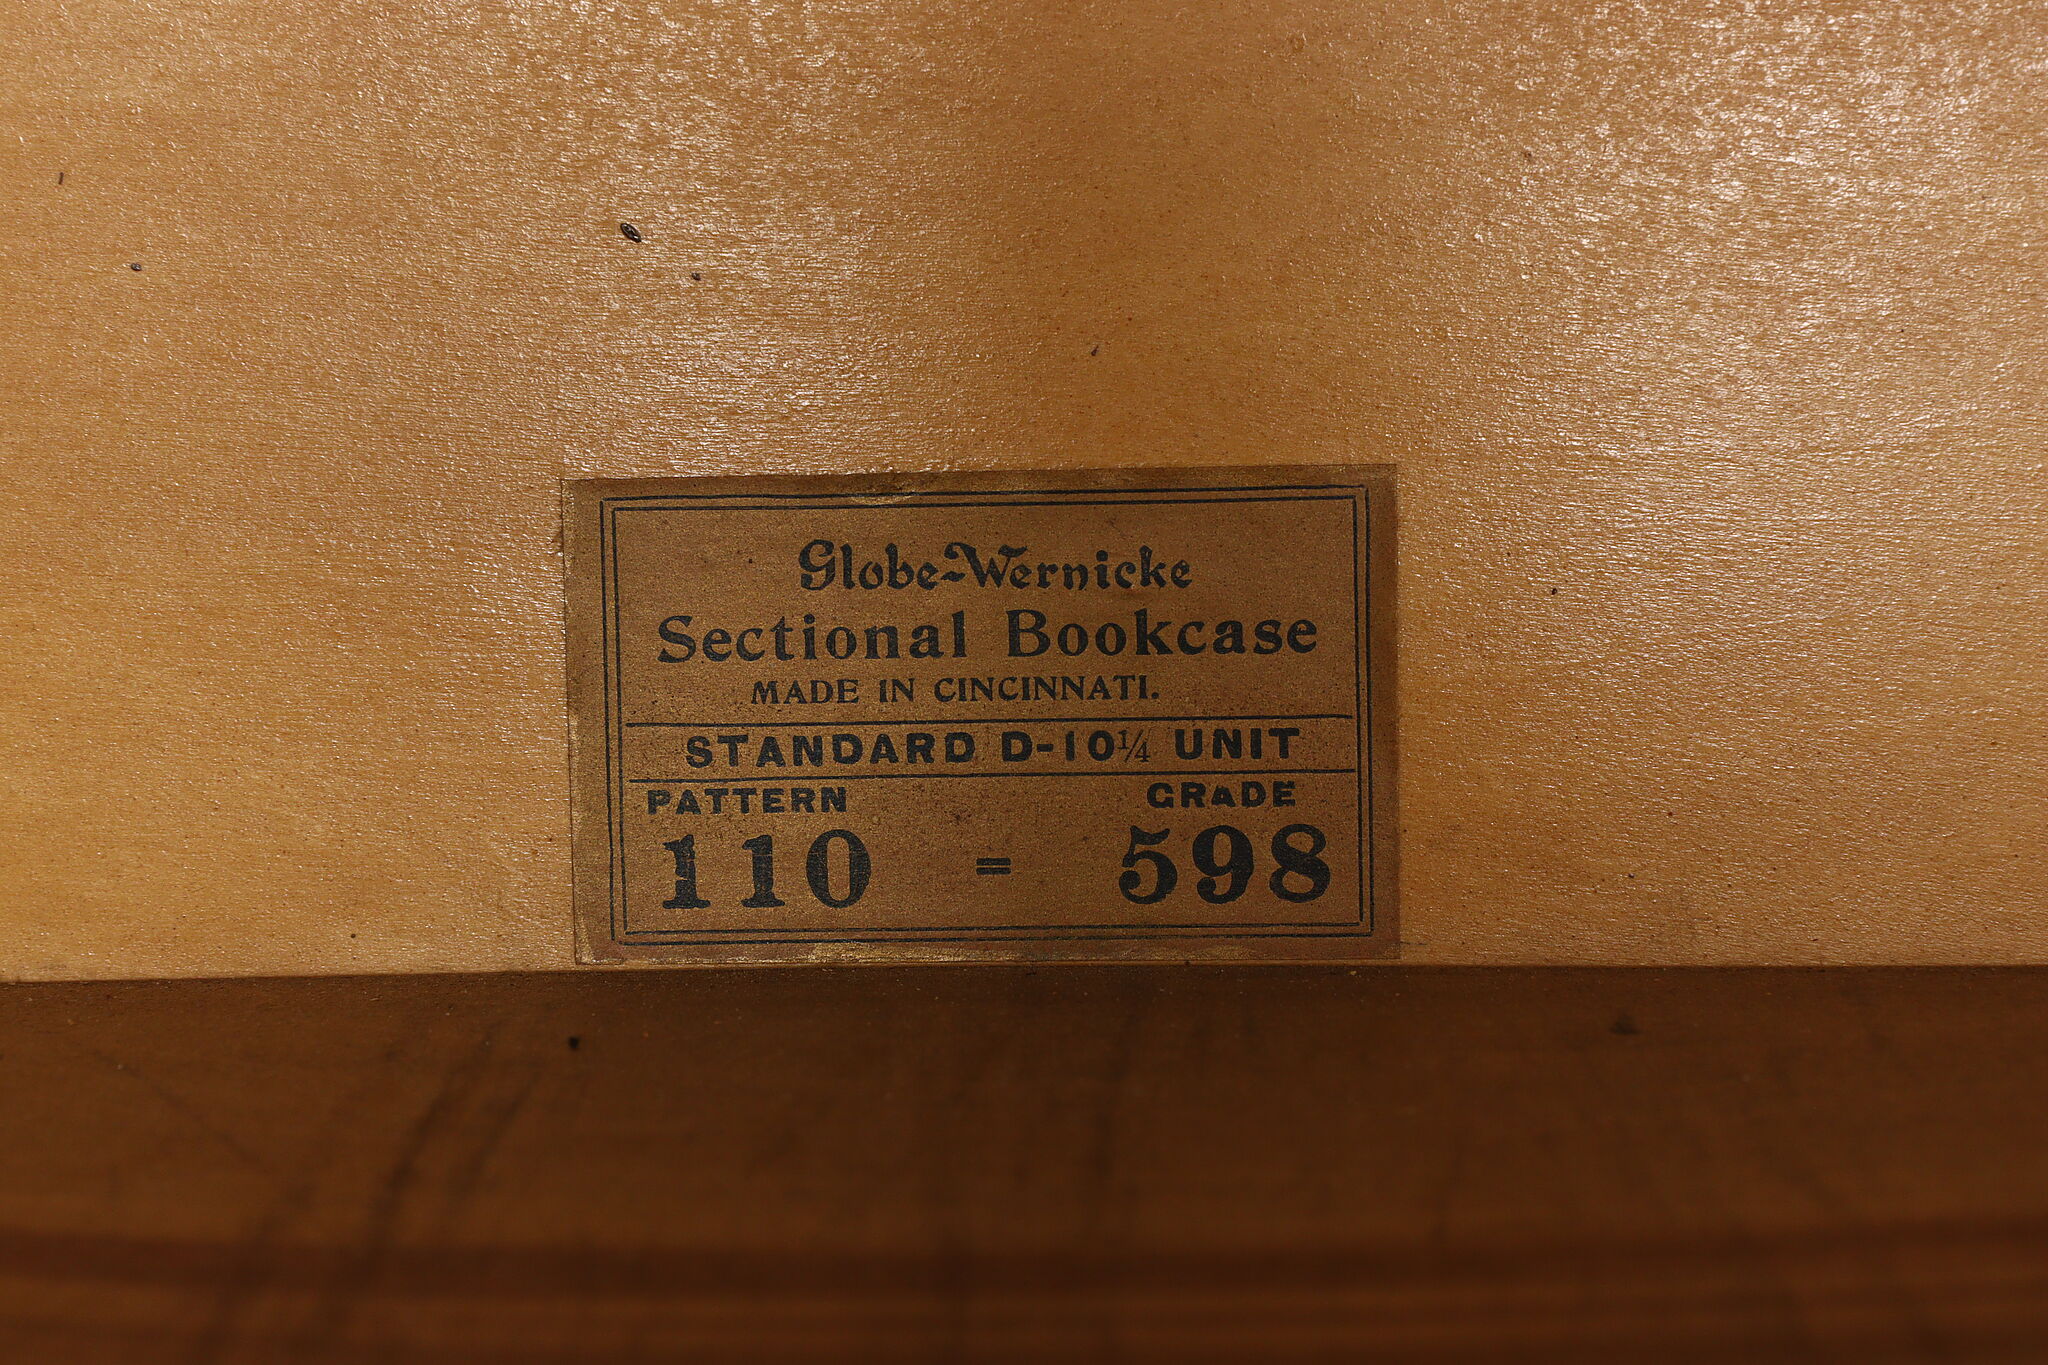 Globe-Wernicke
Sectional Bookcase
MADE IN CINCINNATI.
STANDARD D-10¼ UNIT
PATTERN GRADE
110 = 598